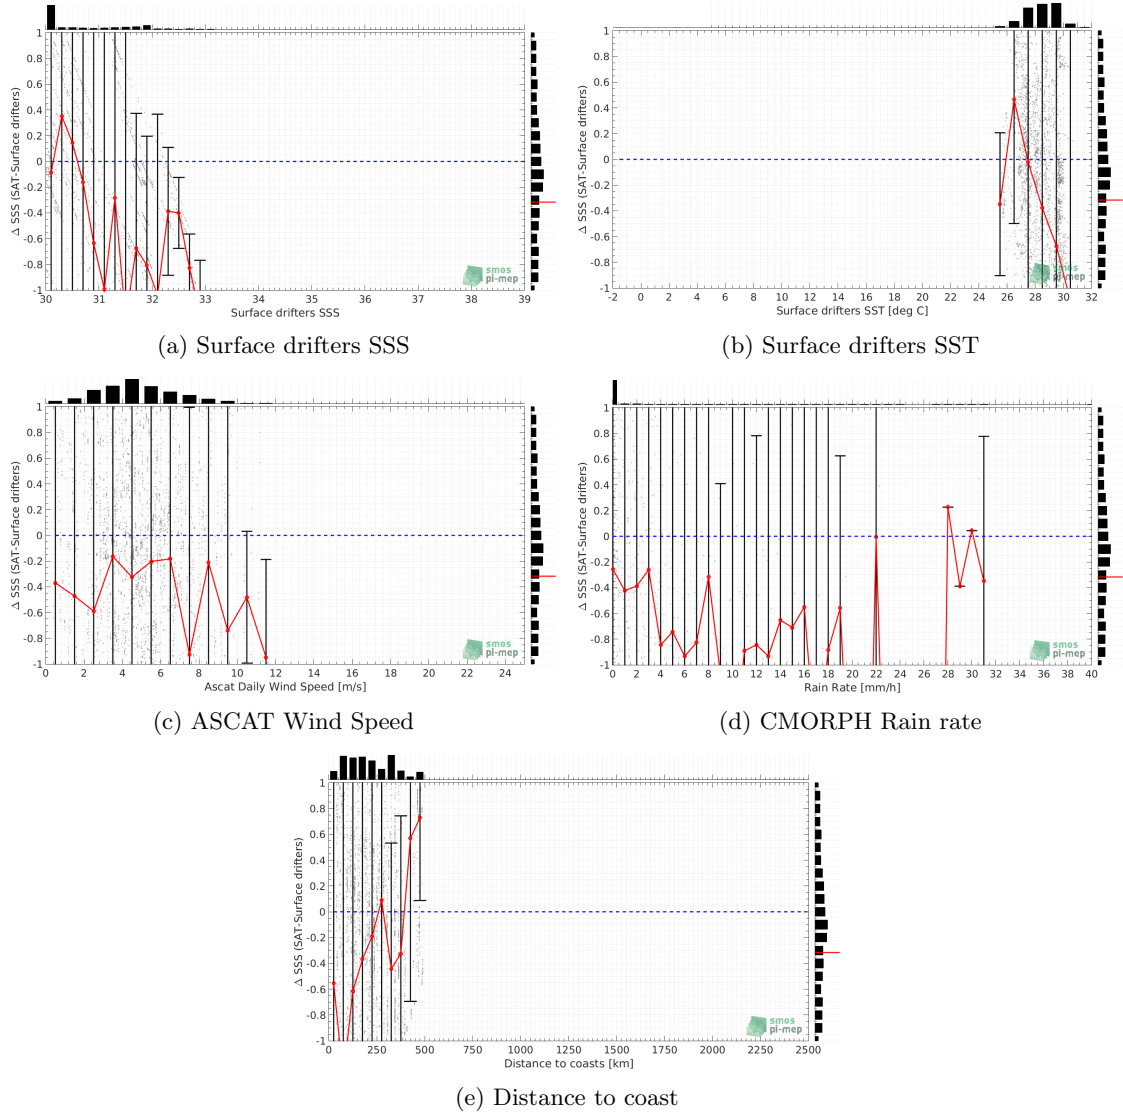 1
0.8
0.6
0.4
0.2
0
-0.2
-0.4
-0.6
-0.8
-1
Δ SSS (SAT-Surface drifters)
smos
pi-mep
30 31 32 33 34 35 36 37 38 39
Surface drifters SSS
(a) Surface drifters SSS
1
0.8
0.6
0.4
0.2
0
-0.2
-0.4
-0.6
-0.8
-1
Δ SSS (SAT-Surface drifters)
smos
pi-mep
-2 0 2 4 6 8 10 12 14 16 18 20 22 24 26 28 30 32
Surface drifters SST [deg C]
(b) Surface drifters SST
1
0.8
0.6
0.4
0.2
0
-0.2
-0.4
-0.6
-0.8
-1
Δ SSS (SAT-Surface drifters)
smos
pi-mep
0 2 4 6 8 10 12 14 16 18 20 22 24
Ascat Daily Wind Speed [m/s]
(c) ASCAT Wind Speed
1
0.8
0.6
0.4
0.2
0
-0.2
-0.4
-0.6
-0.8
-1
Δ SSS (SAT-Surface drifters)
smos
pi-mep
0 2 4 6 8 10 12 14 16 18 20 22 24 26 28 30 32 34 36 38 40
Rain Rate [mm/h]
(d) CMORPH Rain rate
1
0.8
0.6
0.4
0.2
0
-0.2
-0.4
-0.6
-0.8
-1
Δ SSS (SAT-Surface drifters)
smos
pi-mep
0 250 500 750 1000 1250 1500 1750 2000 2250 2500
Distance to coasts [km]
(e) Distance to coast